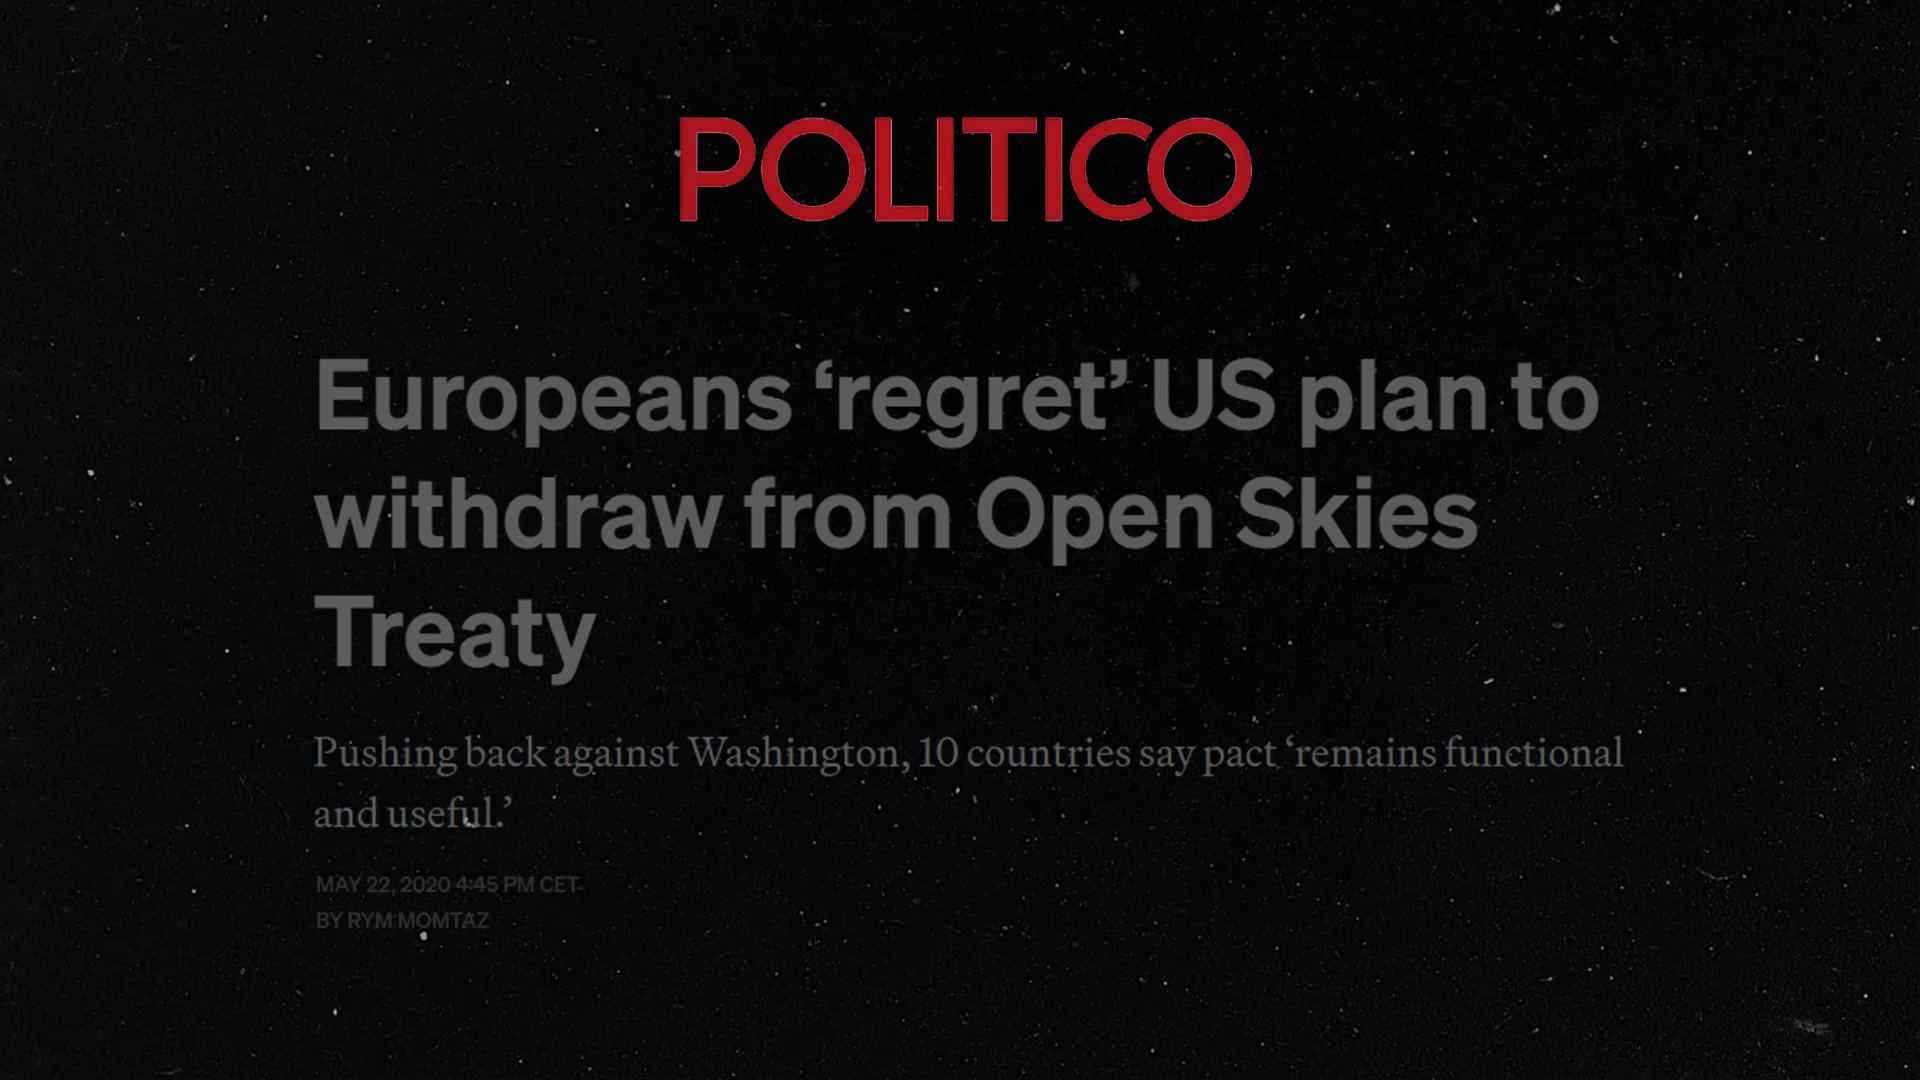 POLITICO
Europeans ‘regret’ US plan to
withdraw from Open Skies
Treaty
Pushing back against Washington, 10 countries say pact ‘remains functional
and useful.’
MAY 22, 2020 4:45 PM CET
BY RYM MOMTAZ